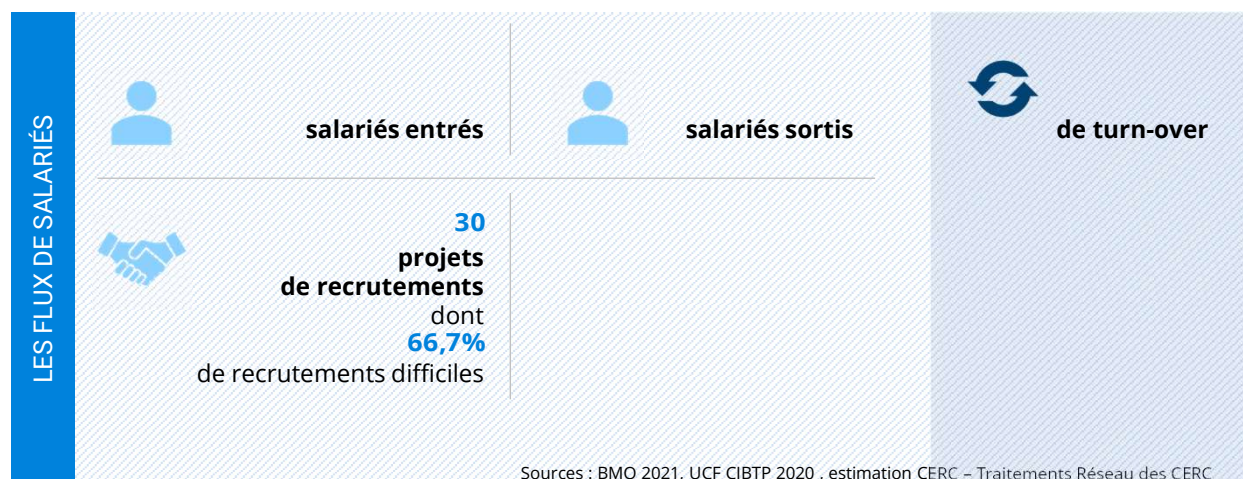 LES FLUX DE SALARIÉS
salariés entrés
salariés sortis
de turn-over
30
projets
de recrutements
dont
66,7%
de recrutements difficiles
Sources : BMO 2021, UCF CIBTP 2020 , estimation CERC – Traitements Réseau des CERC